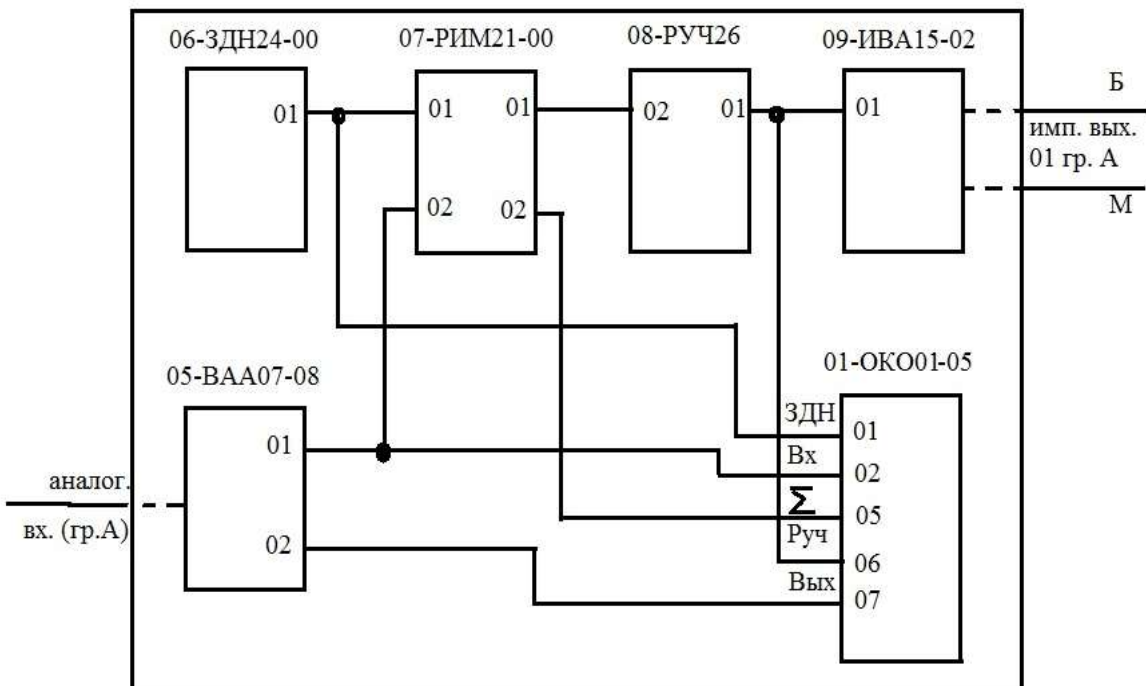 06-ЗДН24-00
07-РИМ21-00
08-РУЧ26
09-ИВА15-02
01
01
01
02
01
01
Б
имп. вых.
01 гр. А
02
02
М
05-ВАА07-08
01-ОКО01-05
01
ЗДН
01
Вх
02
аналог.
вх. (гр.А)
Σ
05
02
Руч
06
Вых
07